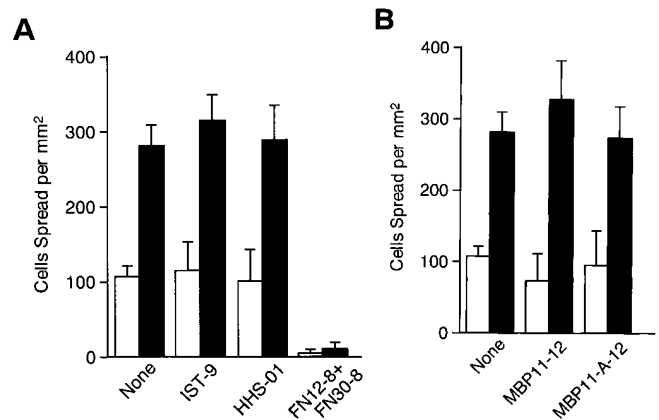 A
Cells Spread per mm²
400
300
200
100
0
None
IST-9
HHS-01
FN12-8+
FN30-8
B
Cells Spread per mm²
400
300
200
100
0
None
MBP11-12
MBP11-A-12